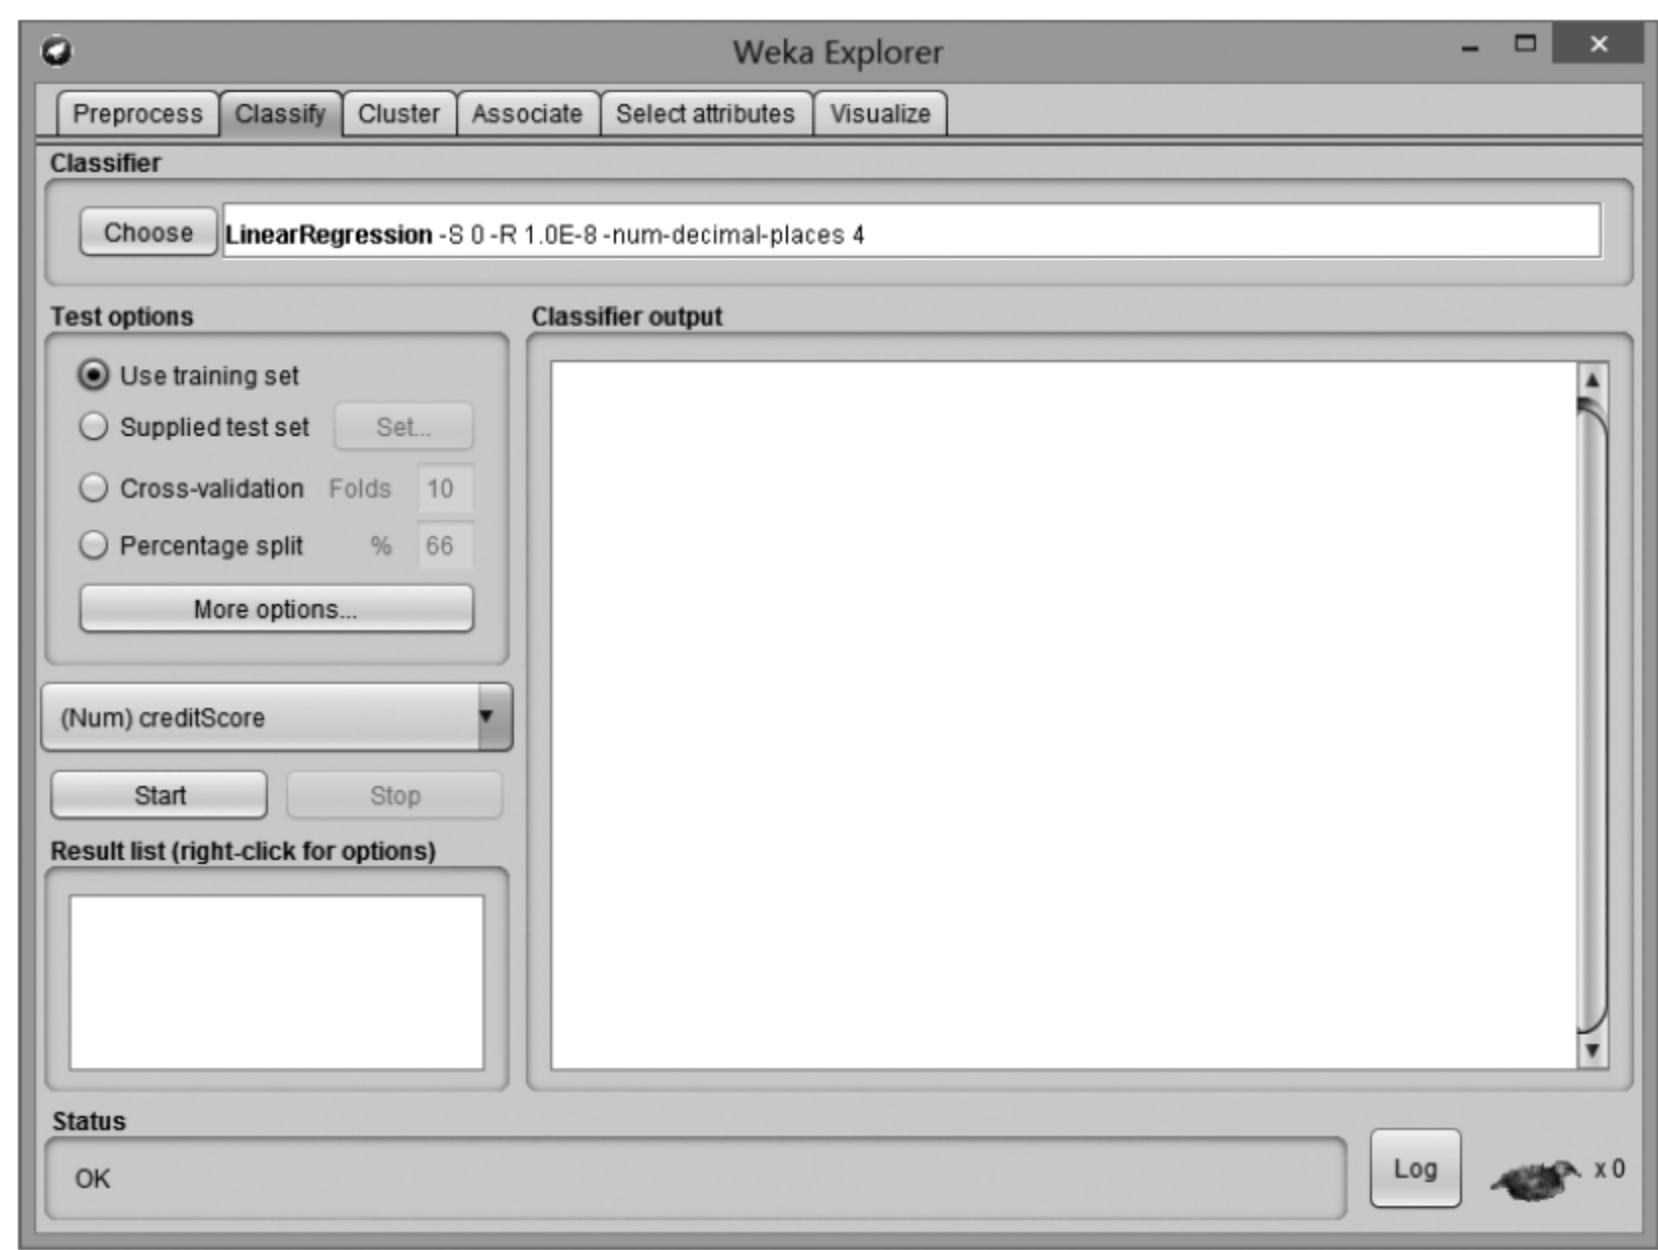 Weka Explorer
Preprocess Classify Cluster Associate Select attributes Visualize
Classifier
Choose LinearRegression -S 0 -R 1.0E-8 -num-decimal-places 4
Test options
Use training set
Supplied test set Set...
Cross-validation Folds 10
Percentage split % 66
More options...
(Num) creditScore
Start Stop
Result list (right-click for options)
Classifier output
Status
OK
Log x 0